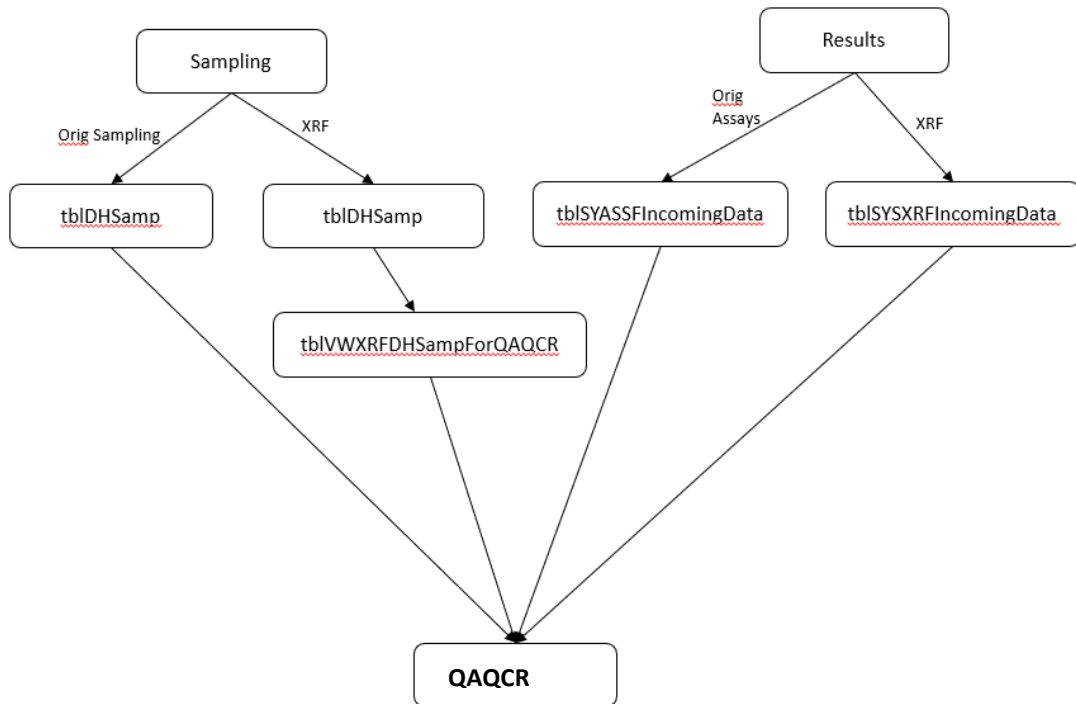 Sampling
Results
Orig Sampling
XRF
Orig
Assays
XRF
tblDHSamp
tblDHSamp
tblSYASSFIncomingData
tblSYSXRFIncomingData
tblVWXRFDHSampForQAQCR
QAQCR